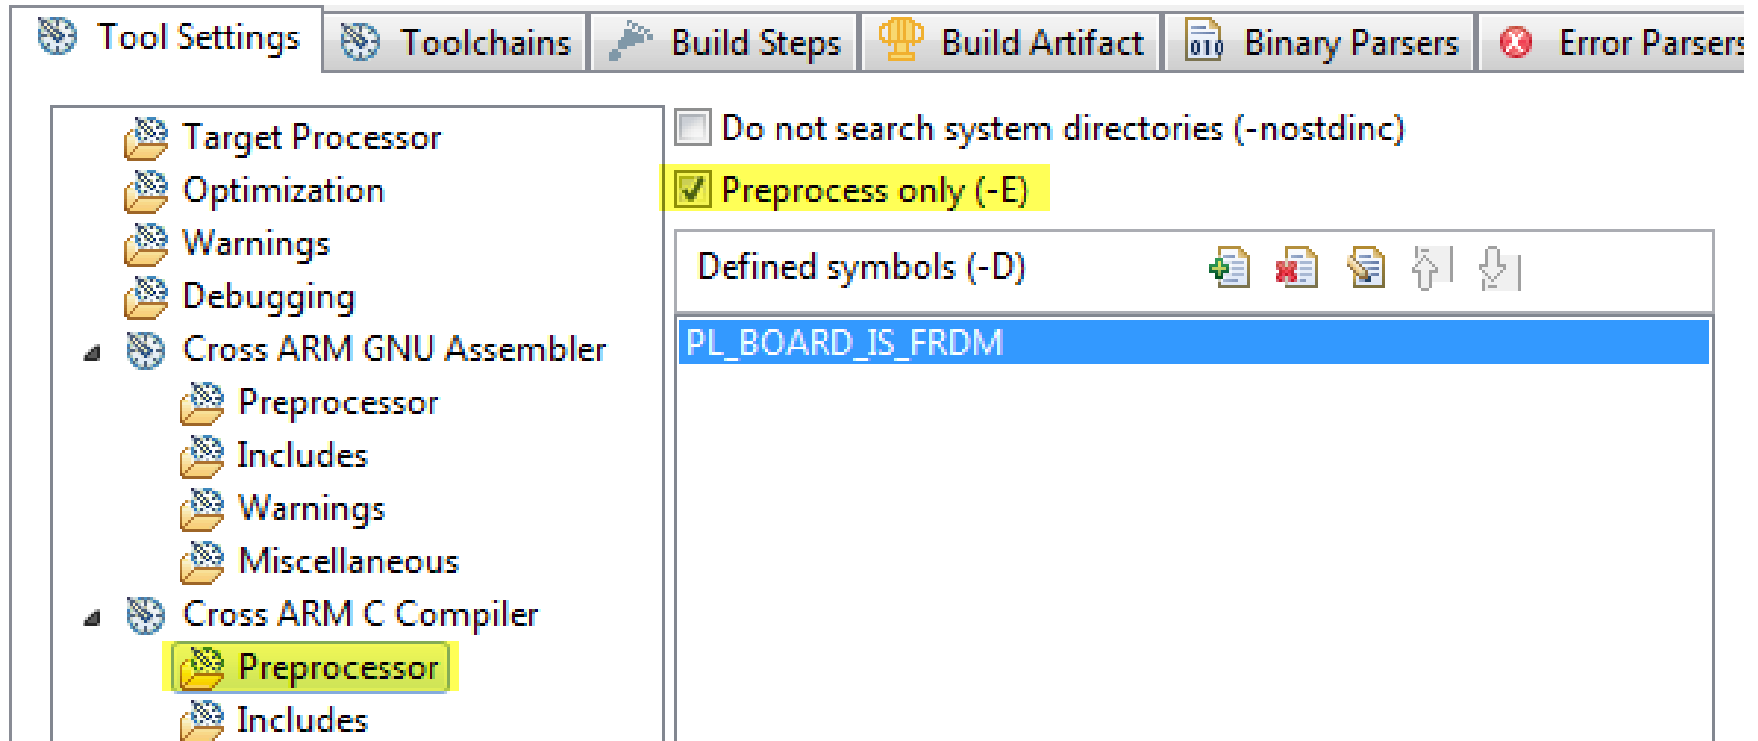 Tool Settings
Toolchains
Build Steps
Build Artifact
Binary Parsers
Error Parsers
Target Processor
Optimization
Warnings
Debugging
Cross ARM GNU Assembler
Preprocessor
Includes
Warnings
Miscellaneous
Cross ARM C Compiler
Preprocessor
Includes
Do not search system directories (-nostdinc)
Preprocess only (-E)
Defined symbols (-D)
PL_BOARD_IS_FRDM